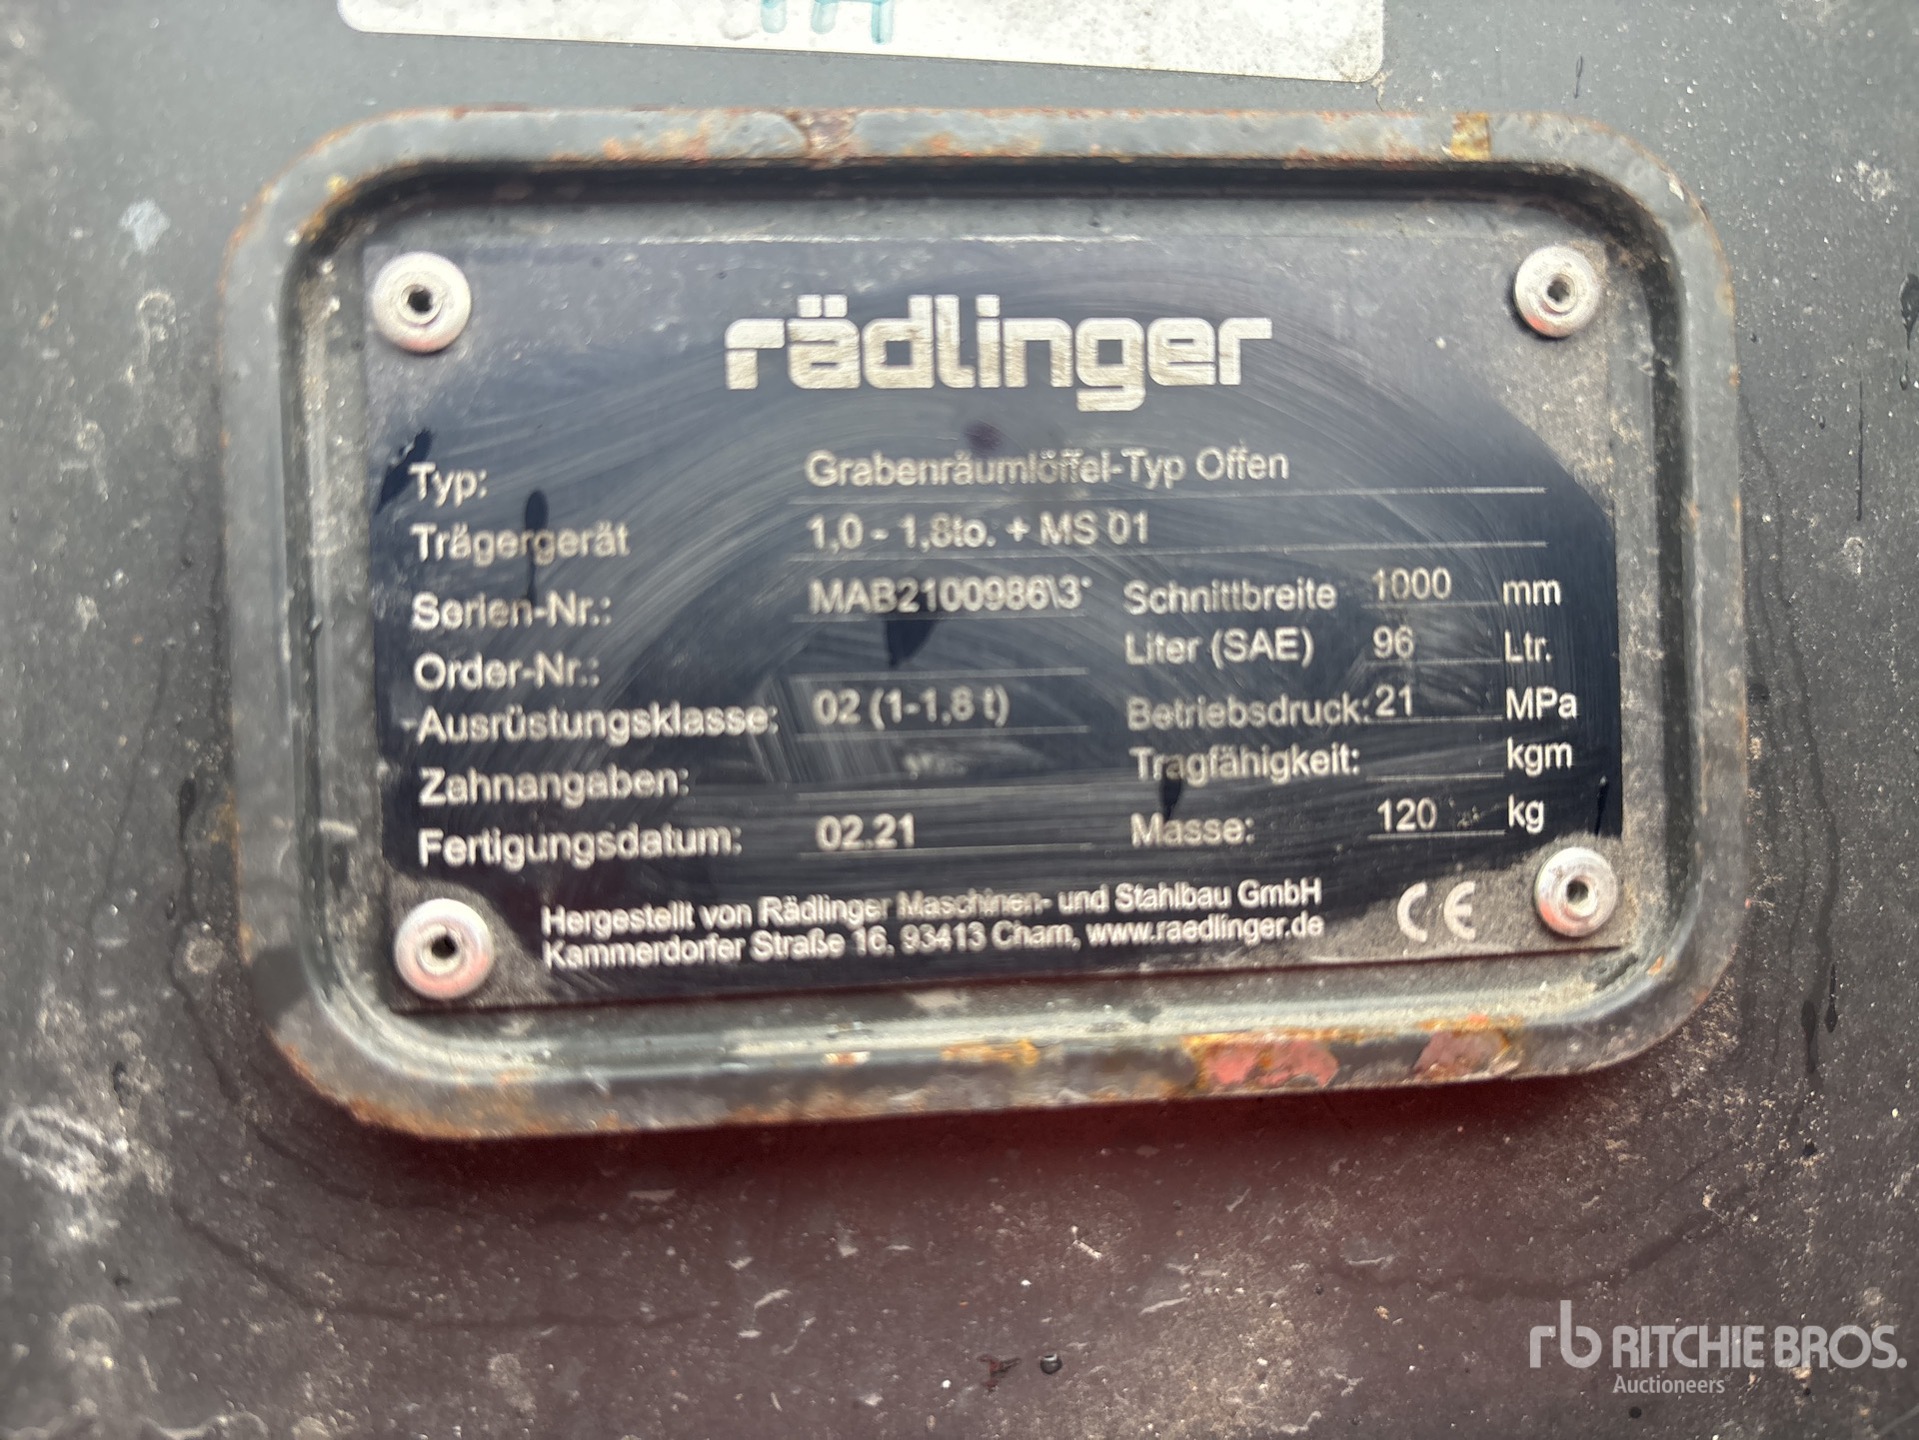 rädlinger
Typ: Grabenräumlöffel-Typ Offen
Trägergerät 1,0 - 1,8to. + MS 01
Serien-Nr.: MAB2100986\3 Schnittbreite 1000 mm
Order-Nr.: Liter (SAE) 96 Ltr.
Ausrüstungsklasse: 02 (1-1,8 t) Betriebsdruck: 21 MPa
Zahnangaben: Tragfähigkeit: kgm
Fertigungsdatum: 02.21 Masse: 120 kg
Hergestellt von Rädlinger Maschinen- und Stahlbau GmbH
Kammerdorfer Straße 16, 93413 Cham, www.raedlinger.de
CE
rb RITCHIE BROS.
Auctioneers